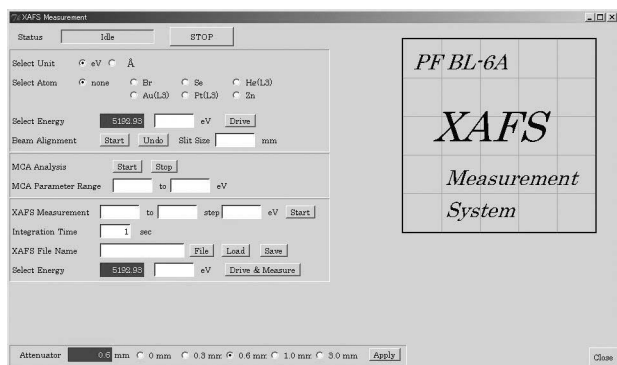 XAFS Measurement
Status Idle STOP
Select Unit eV Å
Select Atom none Br Se Hg(L3)
Au(L3) Pt(L3) Zn
Select Energy 5192.93 eV Drive
Beam Alignment Start Undo Slit Size mm
MCA Analysis Start Stop
MCA Parameter Range to eV
XAFS Measurement to step eV Start
Integration Time 1 sec
XAFS File Name File Load Save
Select Energy 5192.93 eV Drive & Measure
Attenuator 0.6 mm 0 mm 0.3 mm 0.6 mm 1.0 mm 3.0 mm Apply
Close
PF BL-6A
XAFS
Measurement
System